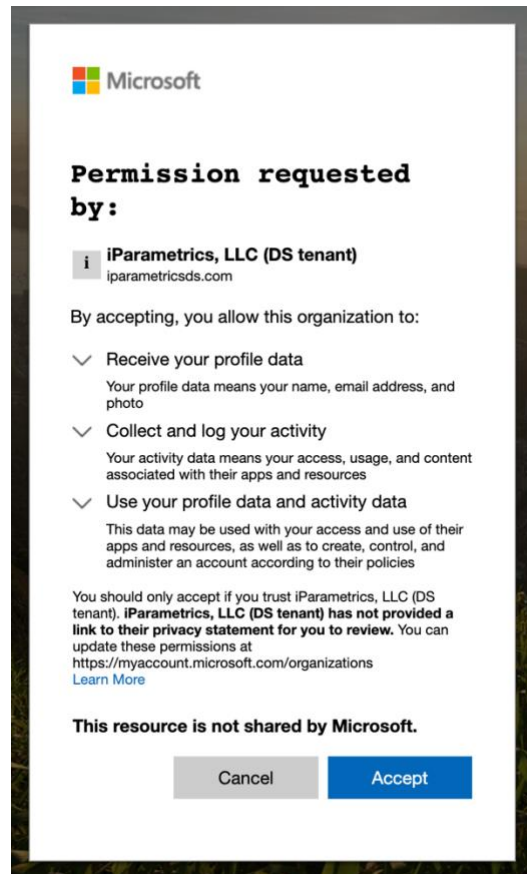 Microsoft
Permission requested
by:
i
iParametrics, LLC (DS tenant)
iparametricsds.com
By accepting, you allow this organization to:
Receive your profile data
Your profile data means your name, email address, and
photo
Collect and log your activity
Your activity data means your access, usage, and content
associated with their apps and resources
Use your profile data and activity data
This data may be used with your access and use of their
apps and resources, as well as to create, control, and
administer an account according to their policies
You should only accept if you trust iParametrics, LLC (DS
tenant). iParametrics, LLC (DS tenant) has not provided a
link to their privacy statement for you to review. You can
update these permissions at
https://myaccount.microsoft.com/organizations
Learn More
This resource is not shared by Microsoft.
Cancel
Accept